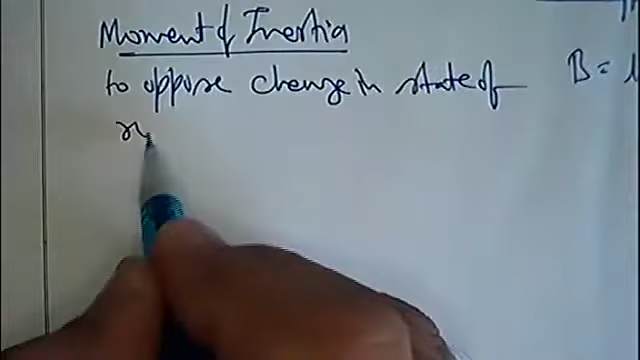 Moment of Inertia
to oppose change in state of
B =